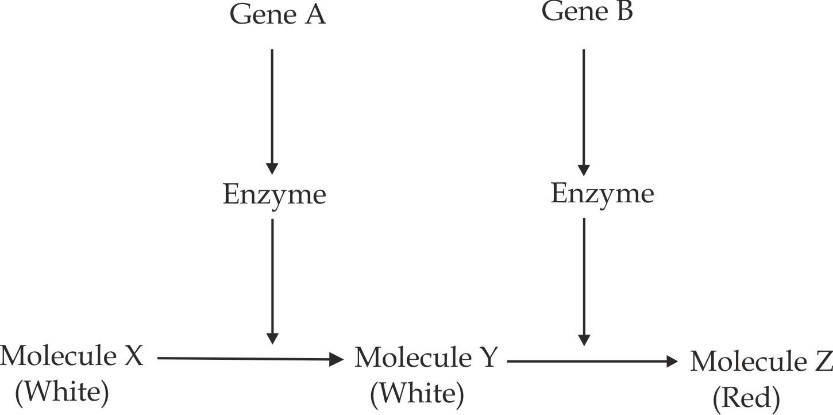 Gene A
Gene B
Enzyme
Enzyme
Molecule X
(White)
Molecule Y
(White)
Molecule Z
(Red)